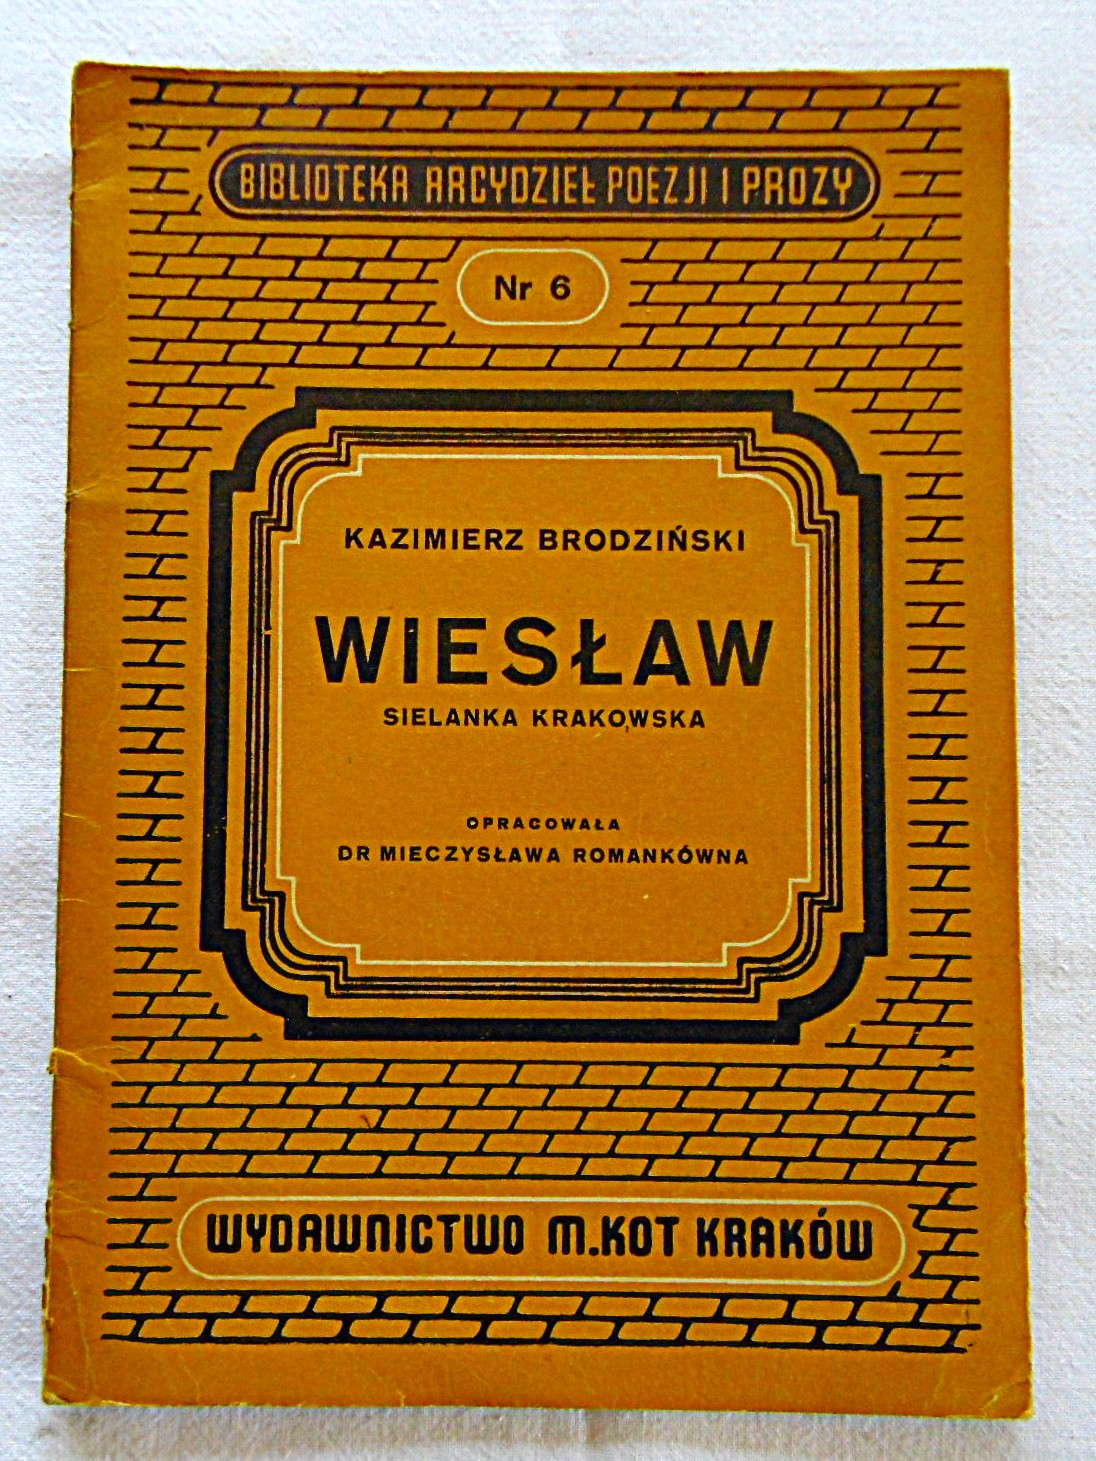 BIBLIOTEKA ARCYDZIEŁ POEZJI I PROZY
Nr 6
KAZIMIERZ BRODZIŃSKI
WIESŁAW
SIELANKA KRAKOWSKA
OPRACOWAŁA
DR MIECZYSŁAWA ROMANKÓWNA
WYDAWNICTWO M.KOT KRAKÓW